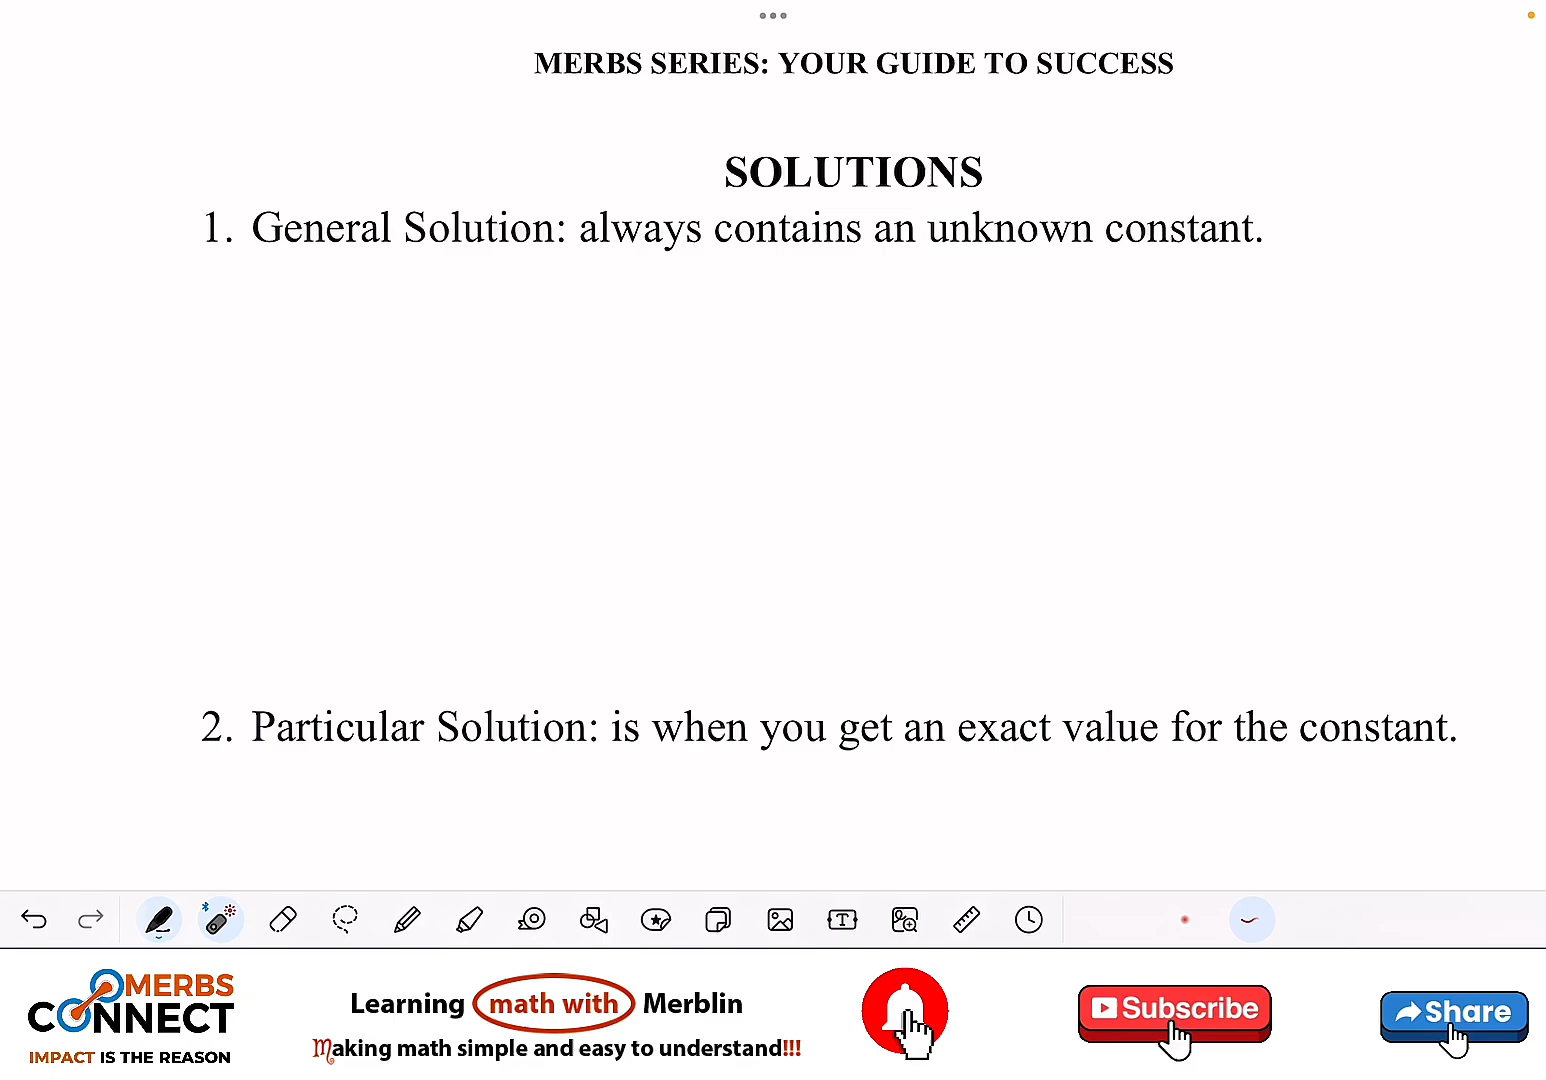 MERBS SERIES: YOUR GUIDE TO SUCCESS
SOLUTIONS
1. General Solution: always contains an unknown constant.
2. Particular Solution: is when you get an exact value for the constant.
T
MERBS
CONNECT
IMPACT IS THE REASON
Learning math with Merblin
Making math simple and easy to understand!!!
Subscribe
Share